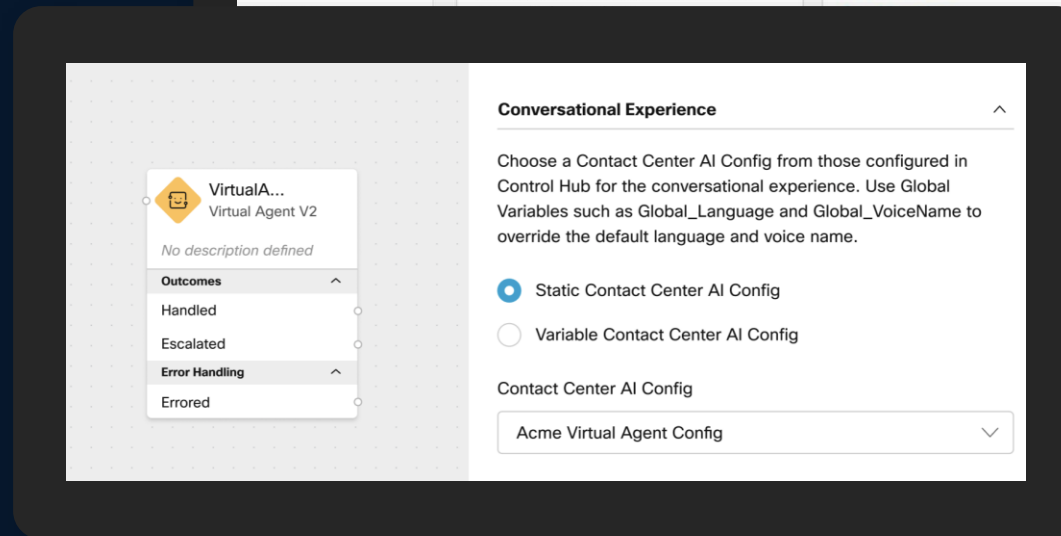 VirtualA...
Virtual Agent V2
No description defined
Outcomes
Handled
Escalated
Error Handling
Errored
Conversational Experience
Choose a Contact Center AI Config from those configured in
Control Hub for the conversational experience. Use Global
Variables such as Global_Language and Global_VoiceName to
override the default language and voice name.
Static Contact Center AI Config
Variable Contact Center AI Config
Contact Center AI Config
Acme Virtual Agent Config